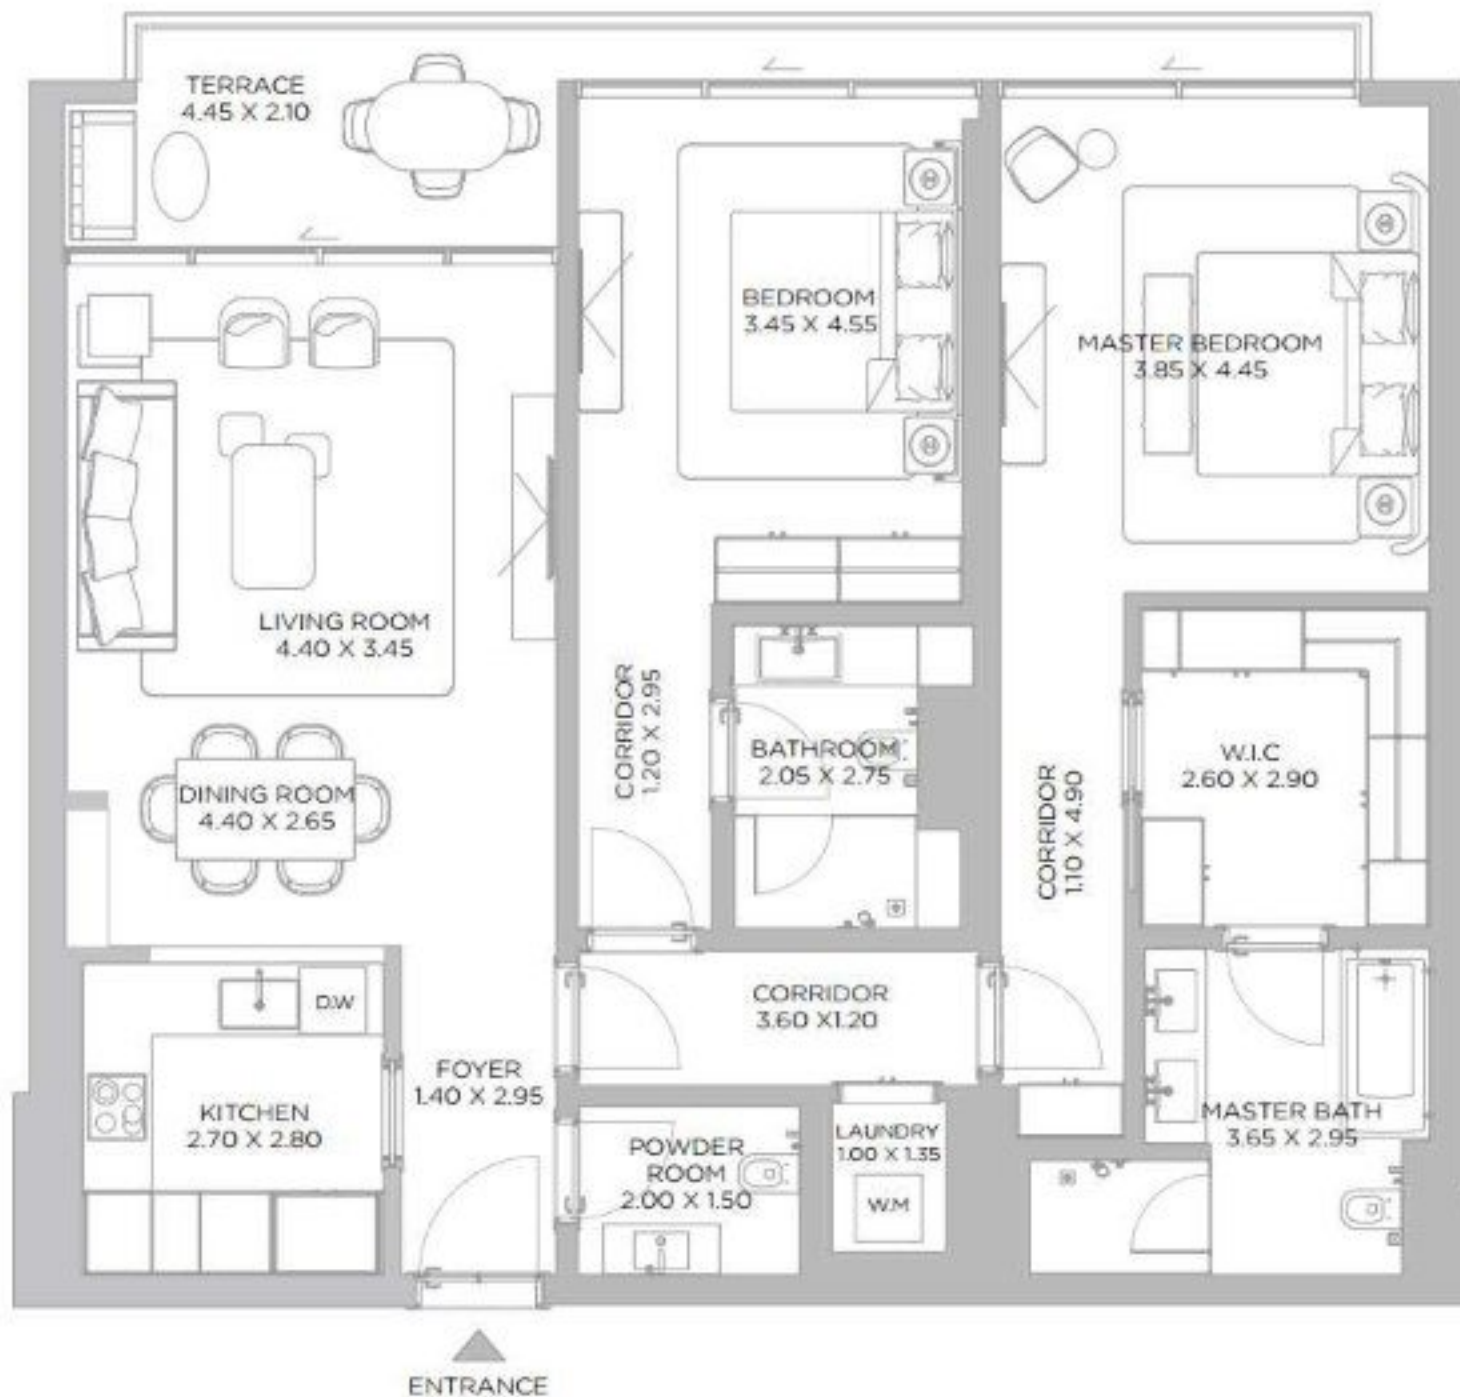 TERRACE
4.45 X 2.10
BEDROOM
3.45 X 4.55
MASTER BEDROOM
3.85 X 4.45
LIVING ROOM
4.40 X 3.45
CORRIDOR
1.20 X 2.95
BATHROOM
2.05 X 2.75
CORRIDOR
1.10 X 4.90
W.I.C
2.60 X 2.90
DINING ROOM
4.40 X 2.65
D.W
CORRIDOR
3.60 X1.20
FOYER
1.40 X 2.95
KITCHEN
2.70 X 2.80
POWDER
ROOM
2.00 X 1.50
LAUNDRY
1.00 X 1.35
W.M
MASTER BATH
3.65 X 2.95
ENTRANCE